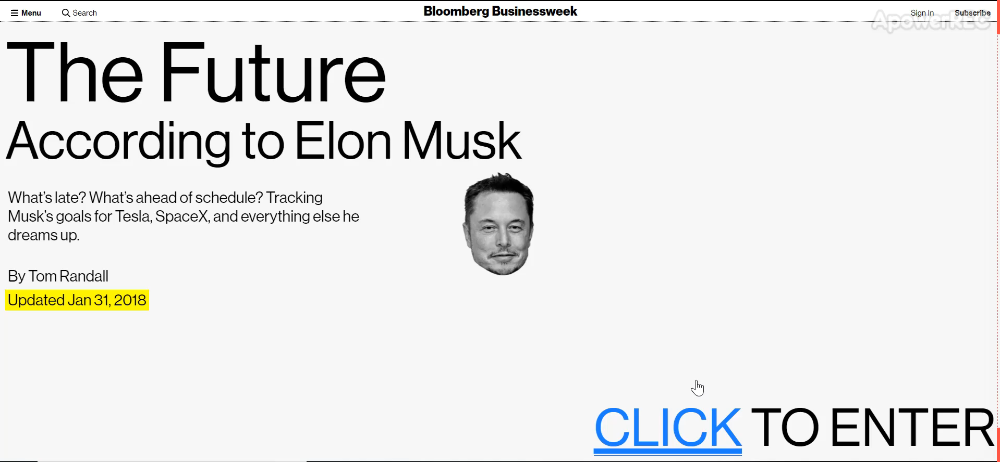 Menu
Search
Bloomberg Businessweek
Sign In
Subscribe
ApowerREC
The Future
According to Elon Musk
What's late? What's ahead of schedule? Tracking
Musk's goals for Tesla, SpaceX, and everything else he
dreams up.
By Tom Randall
Updated Jan 31, 2018
CLICK TO ENTER